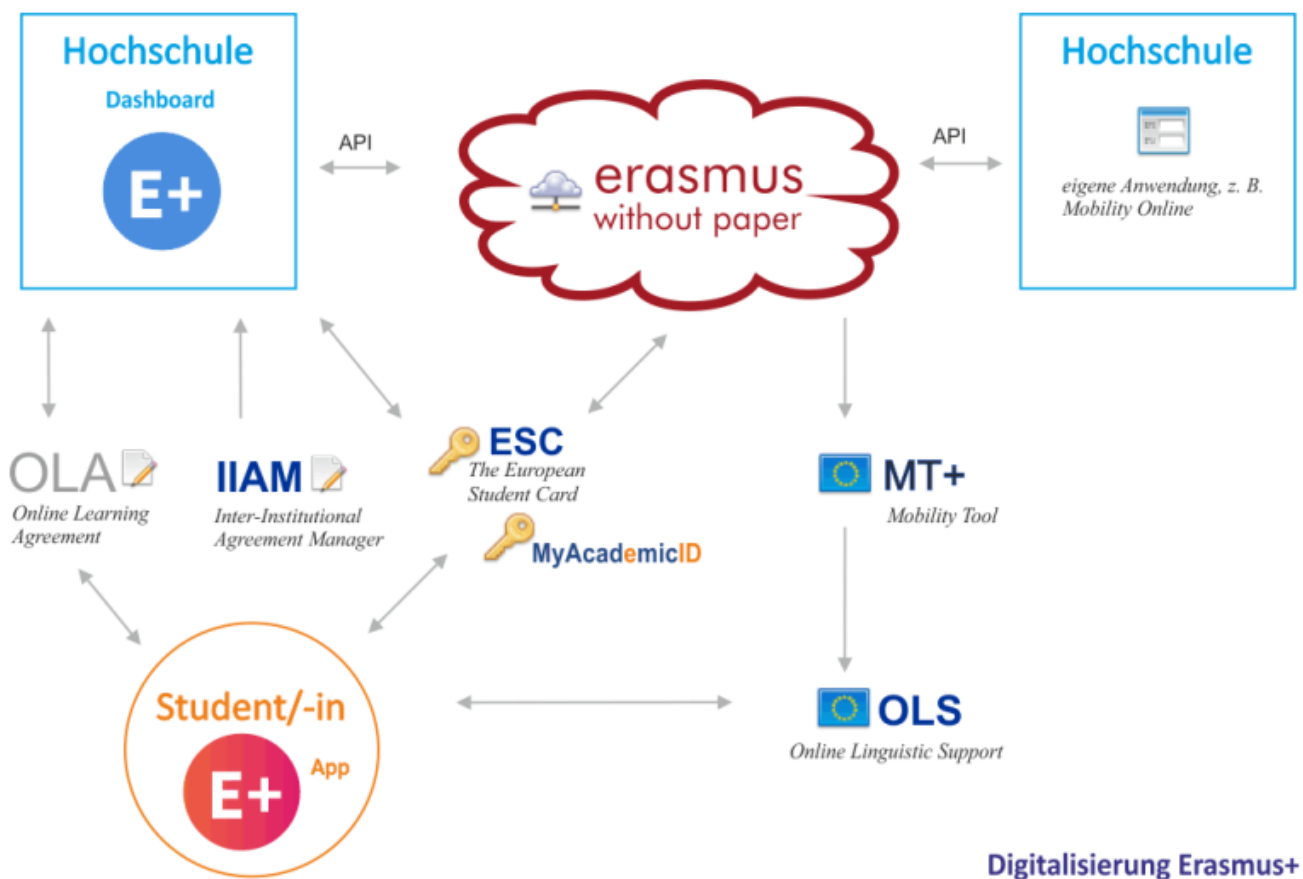 Hochschule
Dashboard
E+
API
erasmus
without paper
API
Hochschule
eigene Anwendung, z. B.
Mobility Online
OLA
Online Learning
Agreement
IIAM
Inter-Institutional
Agreement Manager
ESC
The European
Student Card
MyAcademicID
MT+
Mobility Tool
Student/-in
E+
App
OLS
Online Linguistic Support
Digitalisierung Erasmus+